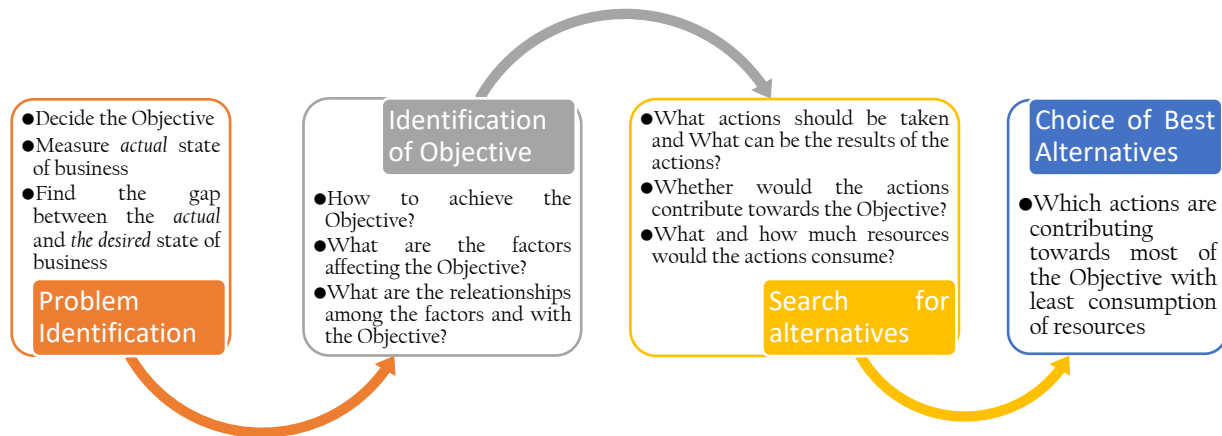 ●Decide the Objective
●Measure actual state
of business
●Find the gap
between the actual
and the desired state of
business
Problem
Identification
Identification
of Objective
●How to achieve the
Objective?
●What are the factors
affecting the Objective?
●What are the releationships
among the factors and with
the Objective?
●What actions should be taken
and What can be the results of the
actions?
●Whether would the actions
contribute towards the Objective?
●What and how much resources
would the actions consume?
Search for
alternatives
Choice of Best
Alternatives
●Which actions are
contributing
towards most of
the Objective with
least consumption
of resources